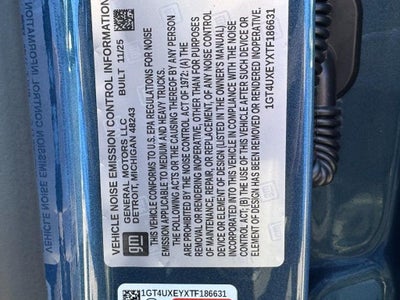 VEHICLE NOISE EMISSION CONTROL INFORMATION
GENERAL MOTORS LLC BUILT 11/25
DETROIT, MICHIGAN 48243
gm
THIS VEHICLE CONFORMS TO U.S. EPA REGULATIONS FOR NOISE
EMISSION APPLICABLE TO MEDIUM AND HEAVY TRUCKS.
THE FOLLOWING ACTS OR THE CAUSING THEREOF BY ANY PERSON
ARE PROHIBITED BY THE NOISE CONTROL ACT OF 1972: (A) THE
REMOVAL OR RENDERING INOPERATIVE, OTHER THAN FOR PURPOSES
OF MAINTENANCE, REPAIR, OR REPLACEMENT, OF ANY NOISE CONTROL
DEVICE OR ELEMENT OF DESIGN (LISTED IN THE OWNER'S MANUAL)
INCORPORATED INTO THIS VEHICLE IN COMPLIANCE WITH THE NOISE
CONTROL ACT; (B) THE USE OF THIS VEHICLE AFTER SUCH DEVICE OR
ELEMENT OF DESIGN HAS BEEN REMOVED OR RENDERED INOPERATIVE.
1GT4UXEYXTF186631
1GT4UXEYXTF186631
VEHICLE NOISE EMISSION CONTROL INFORMATION